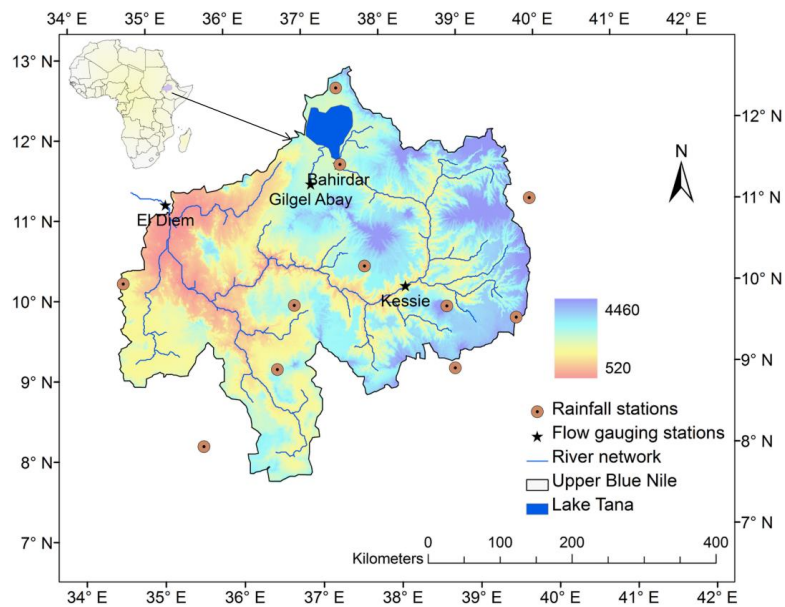 34° E 35° E 36° E 37° E 38° E 39° E 40° E 41° E 42° E
13° N
12° N
12° N
11° N
11° N
10° N
10° N
9° N
9° N
8° N
8° N
7° N
7° N
Bahirdar
Gilgel Abay
El Diem
Kessie
N
4460
520
Rainfall stations
Flow gauging stations
River network
Upper Blue Nile
Lake Tana
Kilometers 0 100 200 300 400
34° E 35° E 36° E 37° E 38° E 39° E 40° E 41° E 42° E